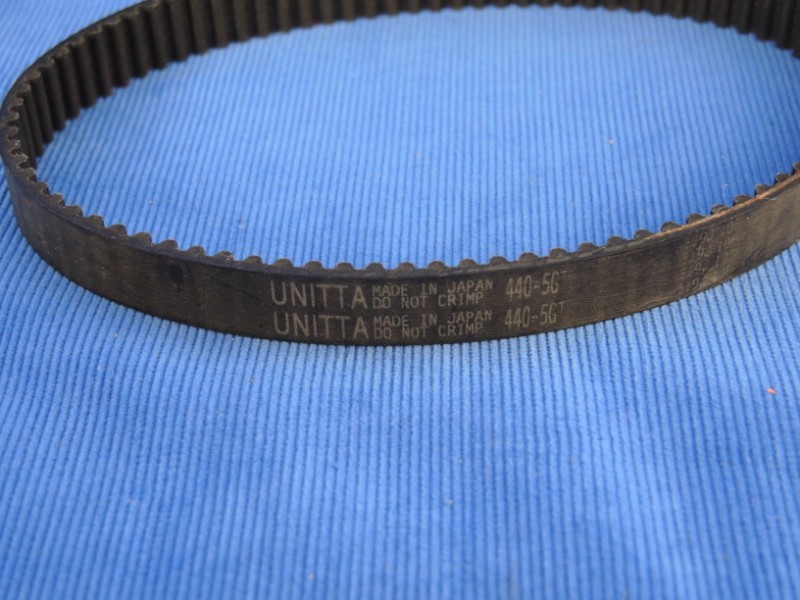 UNITTA MADE IN JAPAN 440-5GT
DO NOT CRIMP
UNITTA MADE IN JAPAN 440-5GT
DO NOT CRIMP